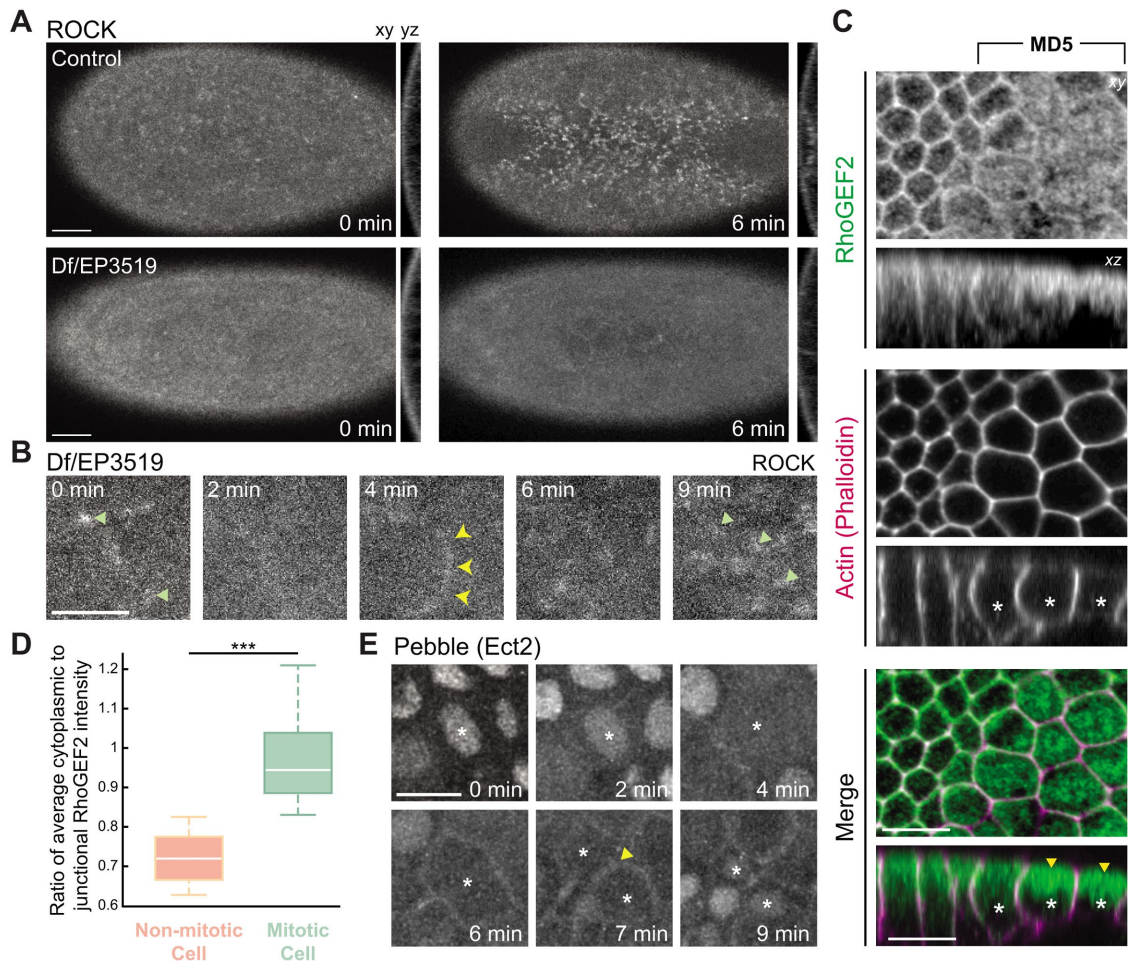 A
ROCK
xy yz
Control
0 min
6 min
Df/EP3519
0 min
6 min
B
Df/EP3519
ROCK
0 min
2 min
4 min
6 min
9 min
C
MD5
RhoGEF2
xy
xz
Actin (Phalloidin)
*
*
*
Merge
*
*
*
D
Ratio of average cytoplasmic to
junctional RhoGEF2 intensity
1.2
1.1
1
0.9
0.8
0.7
0.6
***
Non-mitotic
Cell
Mitotic
Cell
E
Pebble (Ect2)
*
0 min
*
2 min
*
4 min
*
6 min
*
*
7 min
*
*
9 min